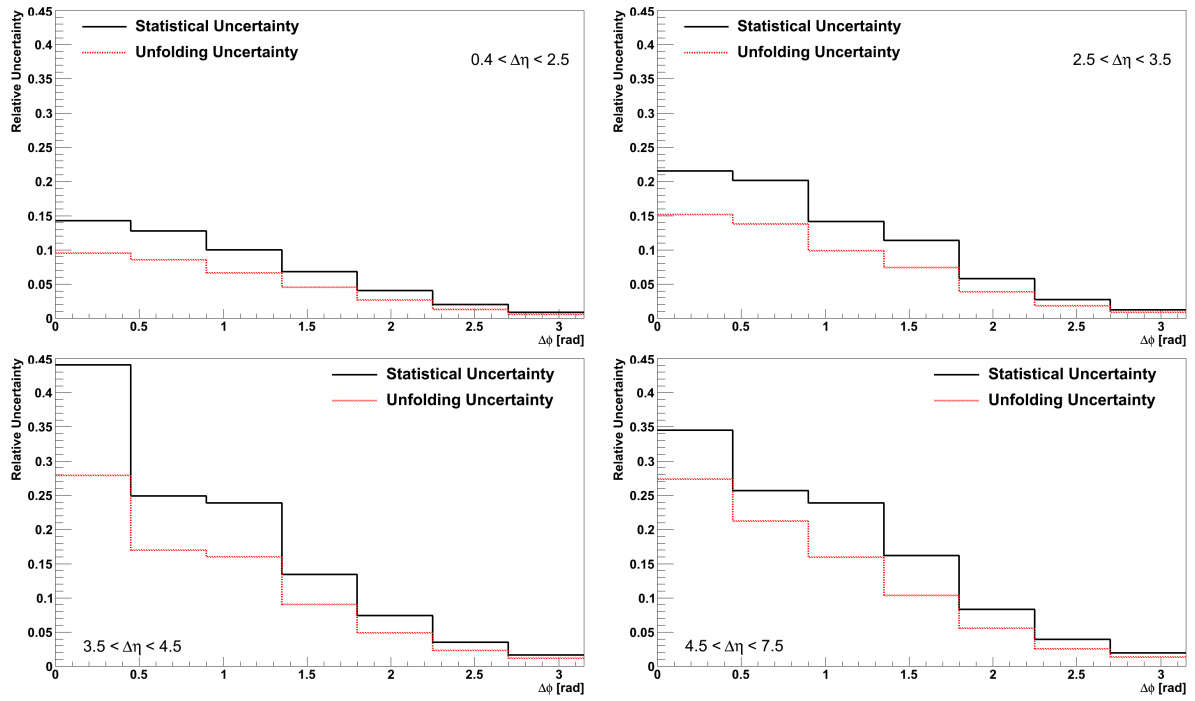 Relative Uncertainty
0.45
0.4
0.35
0.3
0.25
0.2
0.15
0.1
0.05
0
Statistical Uncertainty
Unfolding Uncertainty
0.4 < Δη < 2.5
0 0.5 1 1.5 2 2.5 3
Δϕ [rad]
Relative Uncertainty
0.45
0.4
0.35
0.3
0.25
0.2
0.15
0.1
0.05
0
Statistical Uncertainty
Unfolding Uncertainty
2.5 < Δη < 3.5
0 0.5 1 1.5 2 2.5 3
Δϕ [rad]
Relative Uncertainty
0.45
0.4
0.35
0.3
0.25
0.2
0.15
0.1
0.05
0
Statistical Uncertainty
Unfolding Uncertainty
3.5 < Δη < 4.5
0 0.5 1 1.5 2 2.5 3
Δϕ [rad]
Relative Uncertainty
0.45
0.4
0.35
0.3
0.25
0.2
0.15
0.1
0.05
0
Statistical Uncertainty
Unfolding Uncertainty
4.5 < Δη < 7.5
0 0.5 1 1.5 2 2.5 3
Δϕ [rad]